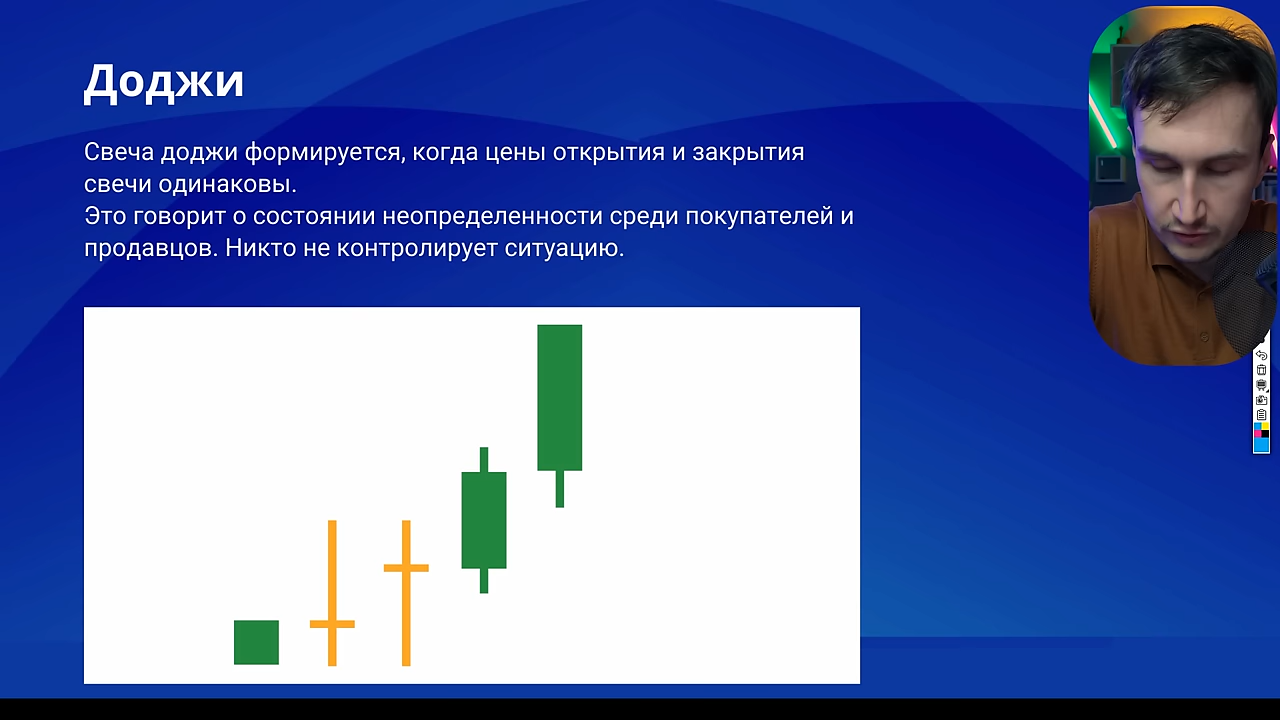 Доджи
Свеча доджи формируется, когда цены открытия и закрытия
свечи одинаковы.
Это говорит о состоянии неопределенности среди покупателей и
продавцов. Никто не контролирует ситуацию.